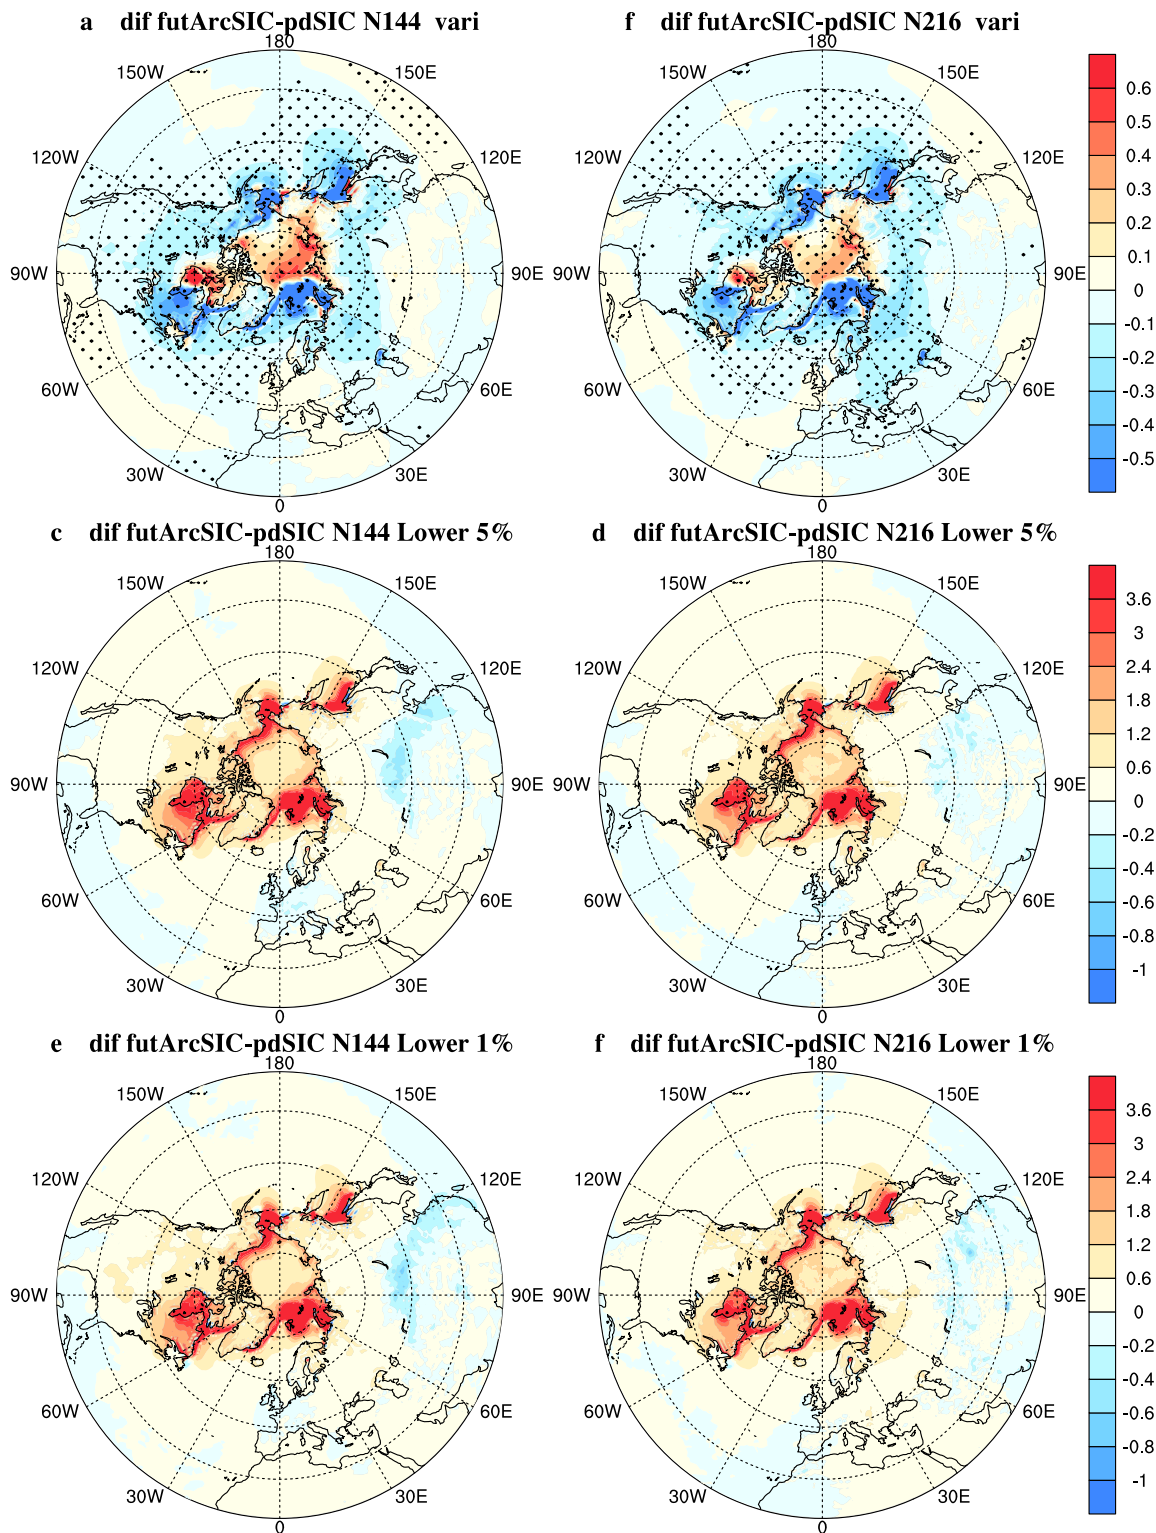 a dif futArcSIC-pdSIC N144 vari
f dif futArcSIC-pdSIC N216 vari
180
150W
150E
120W
120E
90W
90E
60W
60E
30W
30E
0
180
150W
150E
120W
120E
90W
90E
60W
60E
30W
30E
0
0.6
0.5
0.4
0.3
0.2
0.1
0
-0.1
-0.2
-0.3
-0.4
-0.5
c dif futArcSIC-pdSIC N144 Lower 5%
d dif futArcSIC-pdSIC N216 Lower 5%
180
150W
150E
120W
120E
90W
90E
60W
60E
30W
30E
0
180
150W
150E
120W
120E
90W
90E
60W
60E
30W
30E
0
3.6
3
2.4
1.8
1.2
0.6
0
-0.2
-0.4
-0.6
-0.8
-1
e dif futArcSIC-pdSIC N144 Lower 1%
f dif futArcSIC-pdSIC N216 Lower 1%
180
150W
150E
120W
120E
90W
90E
60W
60E
30W
30E
0
180
150W
150E
120W
120E
90W
90E
60W
60E
30W
30E
0
3.6
3
2.4
1.8
1.2
0.6
0
-0.2
-0.4
-0.6
-0.8
-1